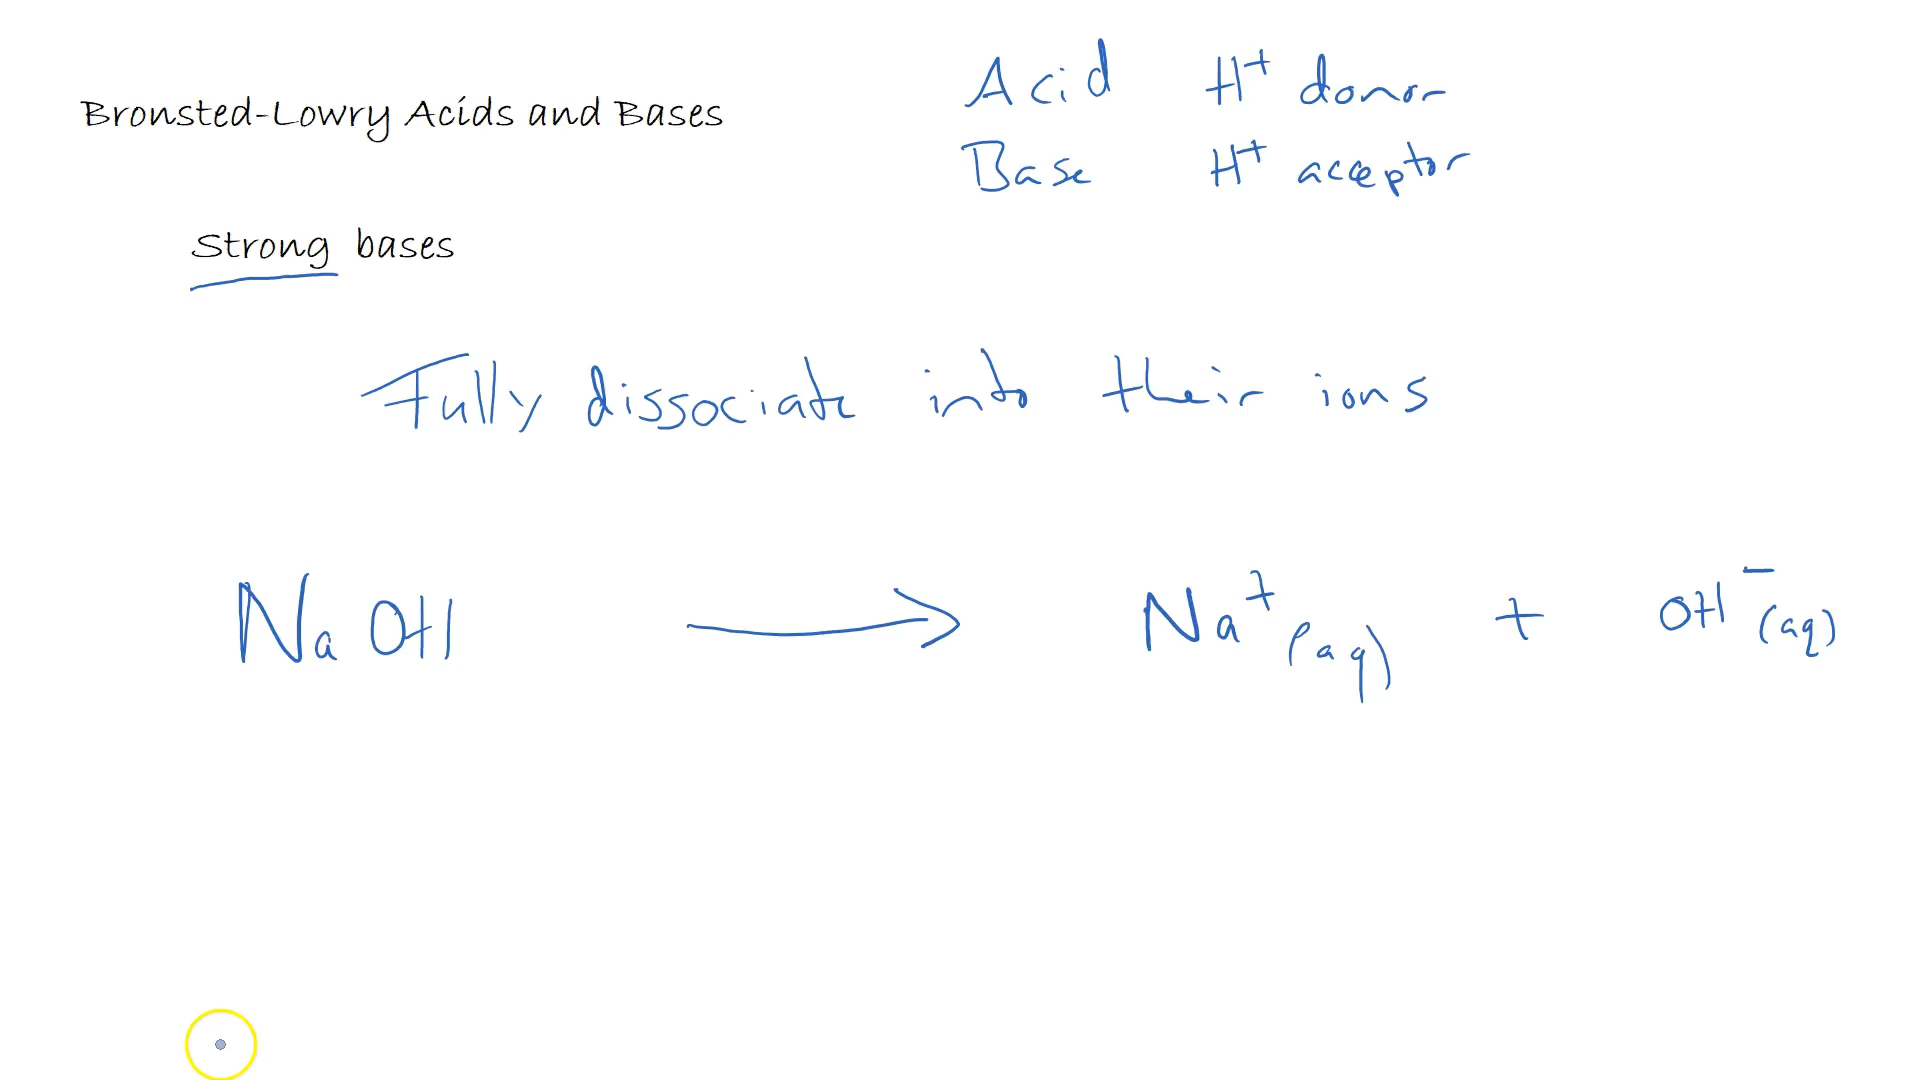 Bronsted-Lowry Acids and Bases
Acid H⁺ donor
Base H⁺ acceptor
Strong bases
Fully dissociate into their ions
NaOH → Na⁺(aq) + OH⁻(aq)